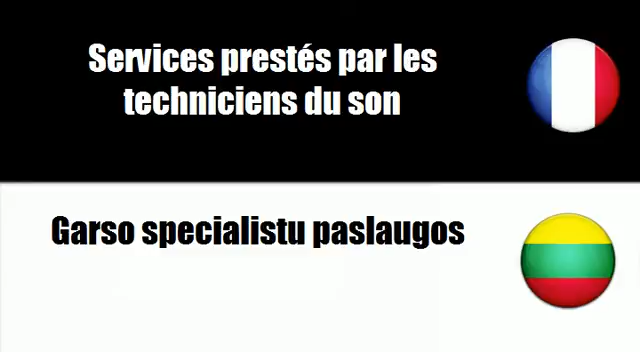 Services prestés par les
techniciens du son
Garso specialistu paslaugos